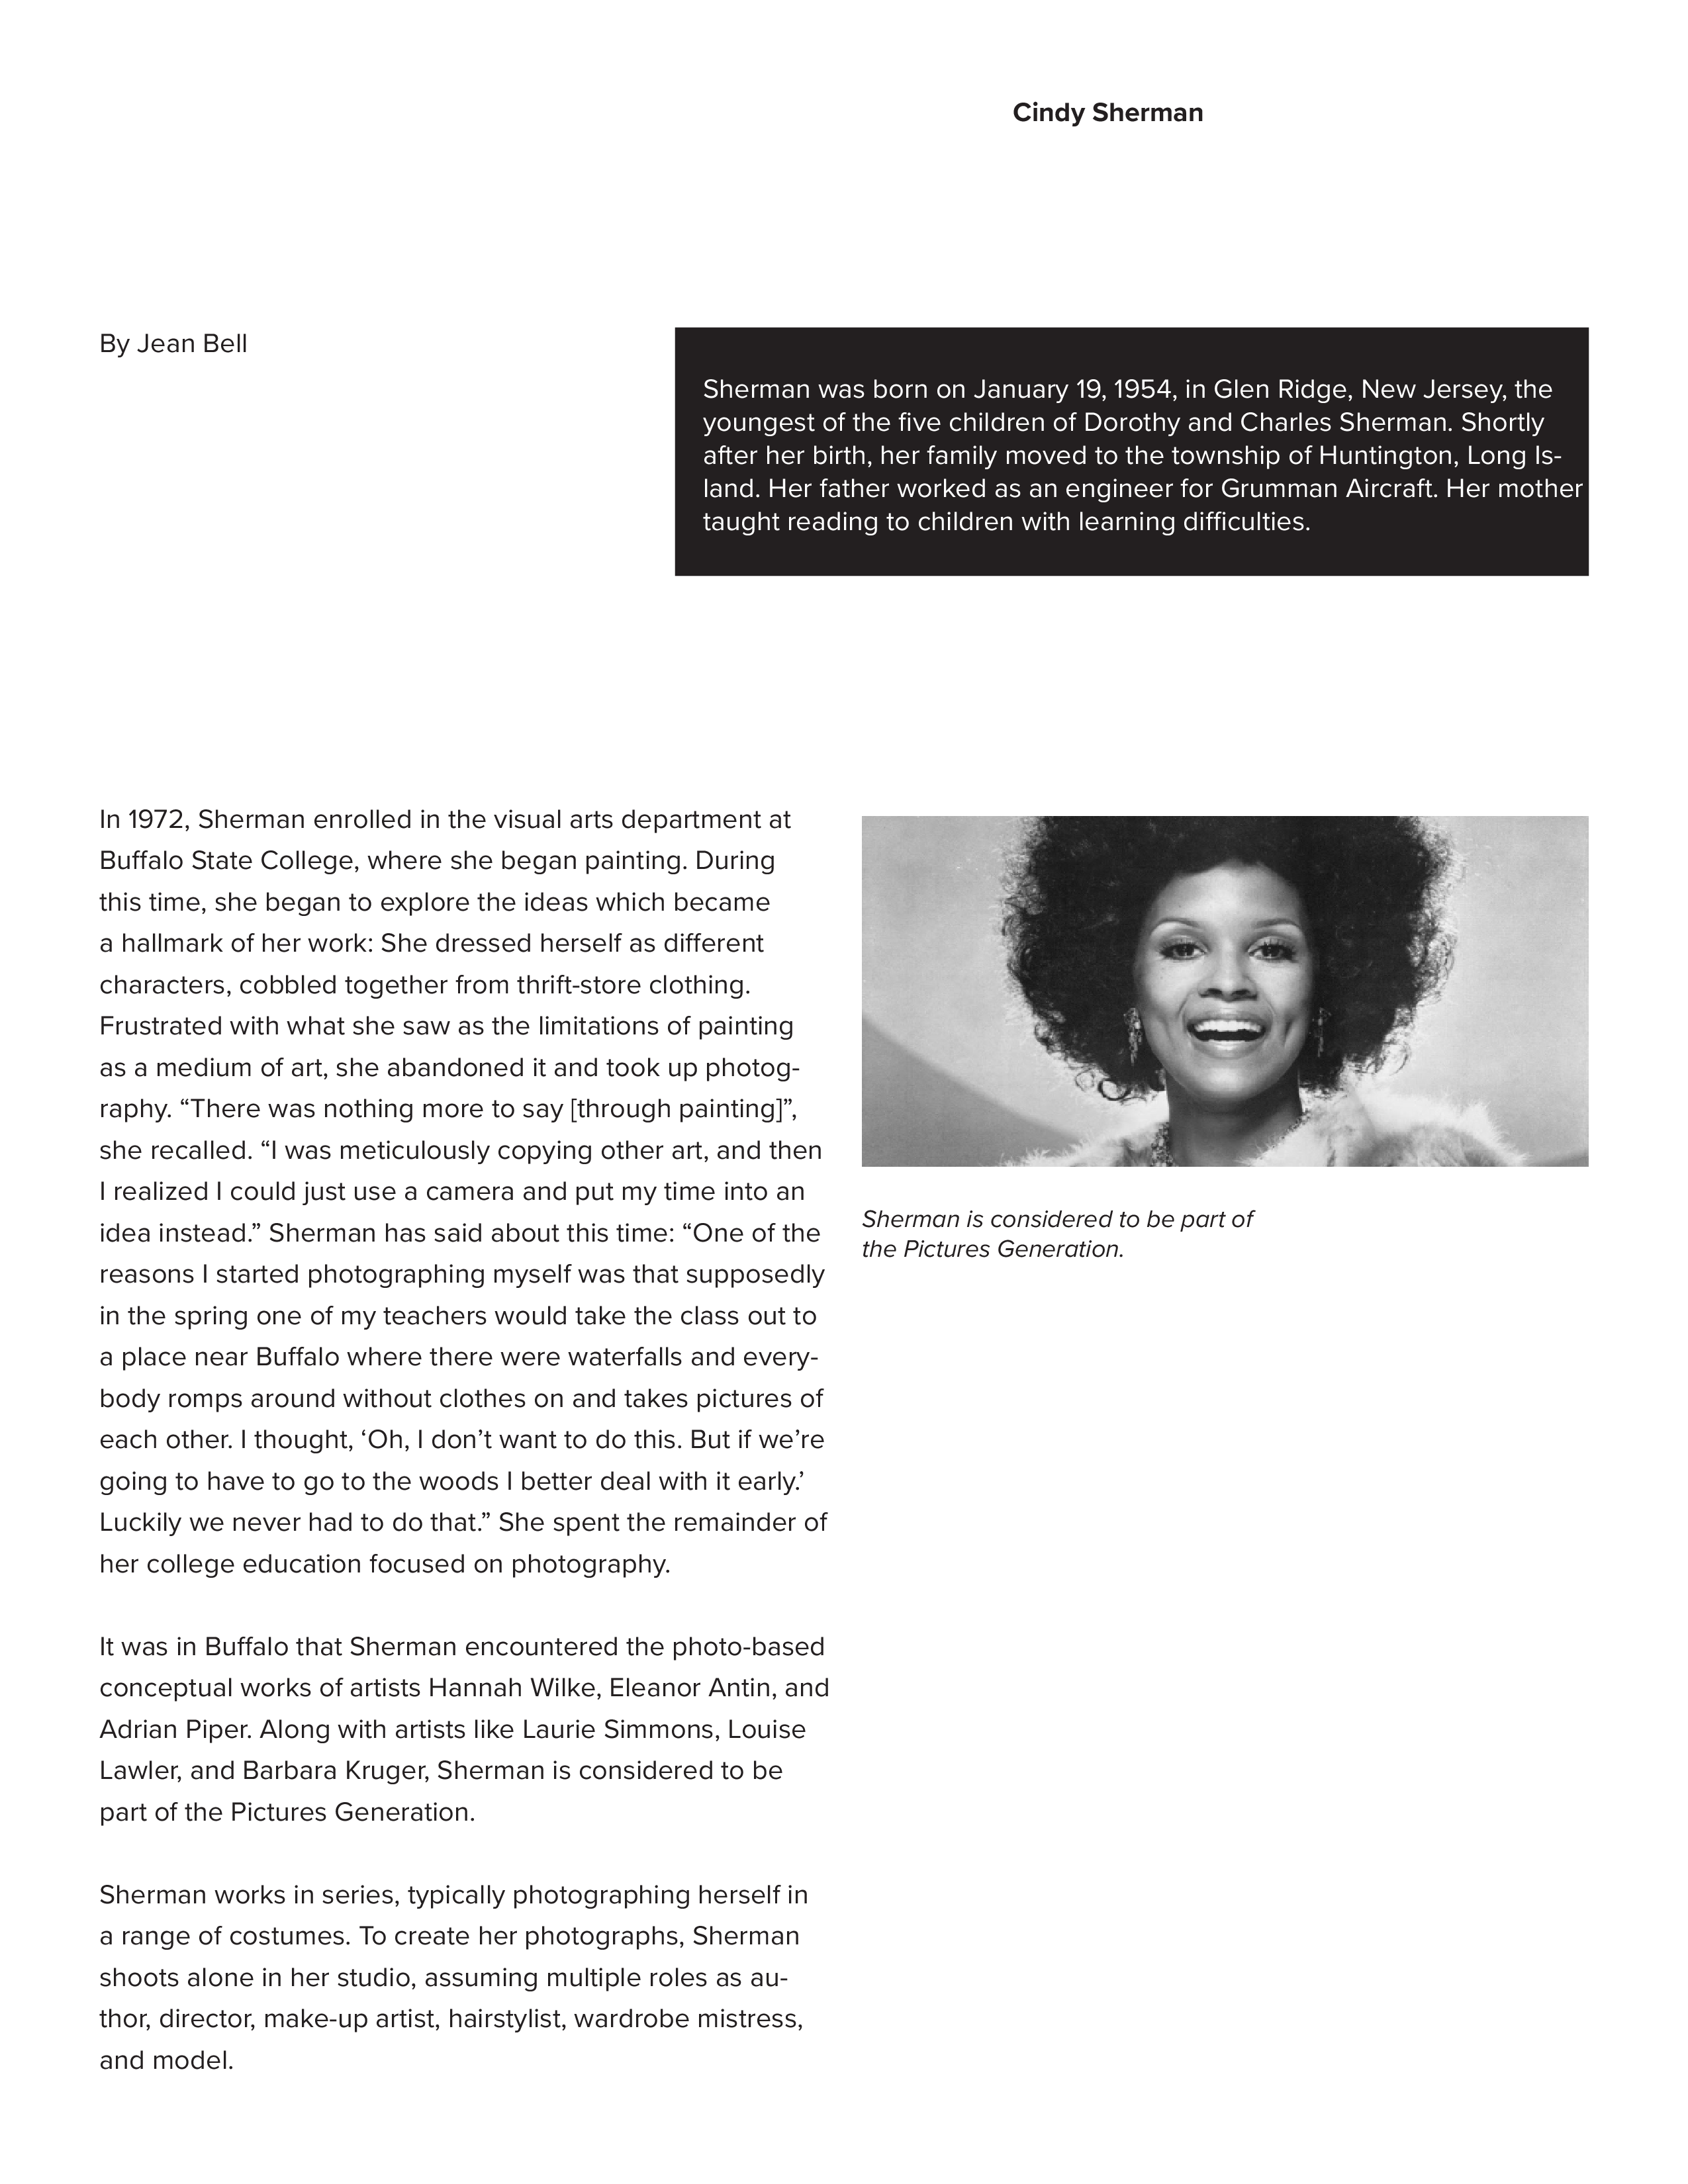 Cindy Sherman
By Jean Bell
Sherman was born on January 19, 1954, in Glen Ridge, New Jersey, the
youngest of the five children of Dorothy and Charles Sherman. Shortly
after her birth, her family moved to the township of Huntington, Long Is-
land. Her father worked as an engineer for Grumman Aircraft. Her mother
taught reading to children with learning difficulties.
In 1972, Sherman enrolled in the visual arts department at
Buffalo State College, where she began painting. During
this time, she began to explore the ideas which became
a hallmark of her work: She dressed herself as different
characters, cobbled together from thrift-store clothing.
Frustrated with what she saw as the limitations of painting
as a medium of art, she abandoned it and took up photog-
raphy. “There was nothing more to say [through painting]”,
she recalled. “I was meticulously copying other art, and then
I realized I could just use a camera and put my time into an
idea instead.” Sherman has said about this time: “One of the
reasons I started photographing myself was that supposedly
in the spring one of my teachers would take the class out to
a place near Buffalo where there were waterfalls and every-
body romps around without clothes on and takes pictures of
each other. I thought, ‘Oh, I don’t want to do this. But if we’re
going to have to go to the woods I better deal with it early.’
Luckily we never had to do that.” She spent the remainder of
her college education focused on photography.
It was in Buffalo that Sherman encountered the photo-based
conceptual works of artists Hannah Wilke, Eleanor Antin, and
Adrian Piper. Along with artists like Laurie Simmons, Louise
Lawler, and Barbara Kruger, Sherman is considered to be
part of the Pictures Generation.
Sherman works in series, typically photographing herself in
a range of costumes. To create her photographs, Sherman
shoots alone in her studio, assuming multiple roles as au-
thor, director, make-up artist, hairstylist, wardrobe mistress,
and model.
Sherman is considered to be part of
the Pictures Generation.